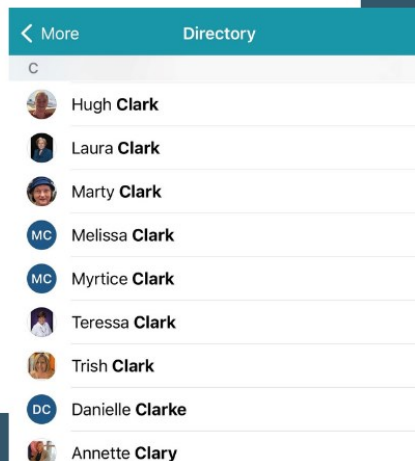 More Directory
C
Hugh Clark
Laura Clark
Marty Clark
MC Melissa Clark
MC Myrtice Clark
Teressa Clark
Trish Clark
DC Danielle Clarke
Annette Clary